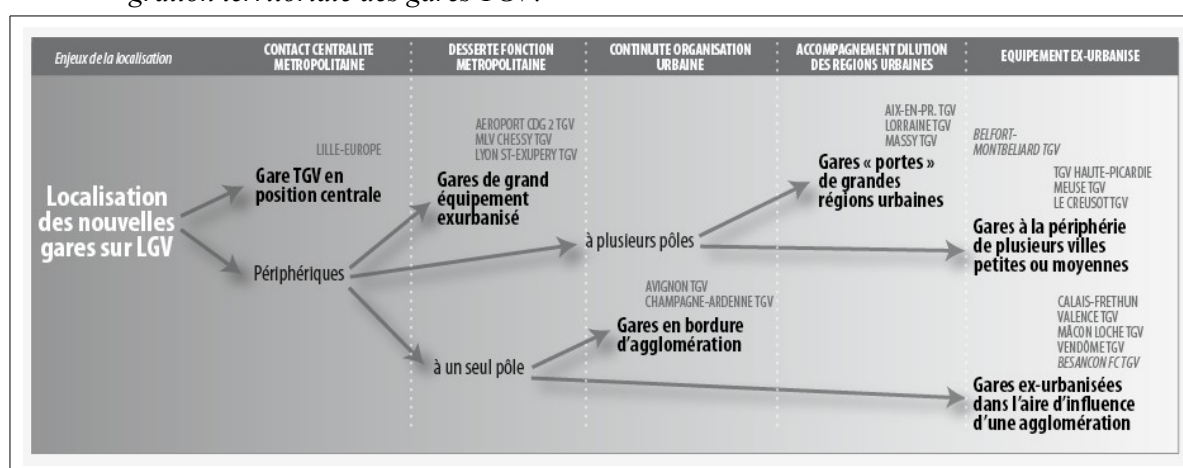 gration territoriale des gares TGV.
Enjeux de la localisation
CONTACT CENTRALITE
METROPOLITAINE
DESSERTE FONCTION
METROPOLITAINE
CONTINUITE ORGANISATION
URBAINE
ACCOMPAGNEMENT DILUTION
DES REGIONS URBAINES
EQUIPEMENT EX-URBANISE
Localisation
des nouvelles
gares sur LGV
LILLE-EUROPE
Gare TGV en
position centrale
Périphériques
AEROPORT CDG 2 TGV
MLV CHESSY TGV
LYON ST-EXUPERY TGV
Gares de grand
équipement
exurbanisé
à un seul pôle
à plusieurs pôles
AVIGNON TGV
CHAMPAGNE-ARDENNE TGV
Gares en bordure
d'agglomération
AIX-EN-PR. TGV
LORRAINE TGV
MASSY TGV
Gares « portes »
de grandes
régions urbaines
BELFORT-
MONTBELIARD TGV
TGV HAUTE-PICARDIE
MEUSE TGV
LE CREUSOT TGV
Gares à la périphérie
de plusieurs villes
petites ou moyennes
CALAIS-FRETHUN
VALENCE TGV
MÂCON LOCHE TGV
VENDÔME TGV
BESANCON FC TGV
Gares ex-urbanisées
dans l'aire d'influence
d'une agglomération